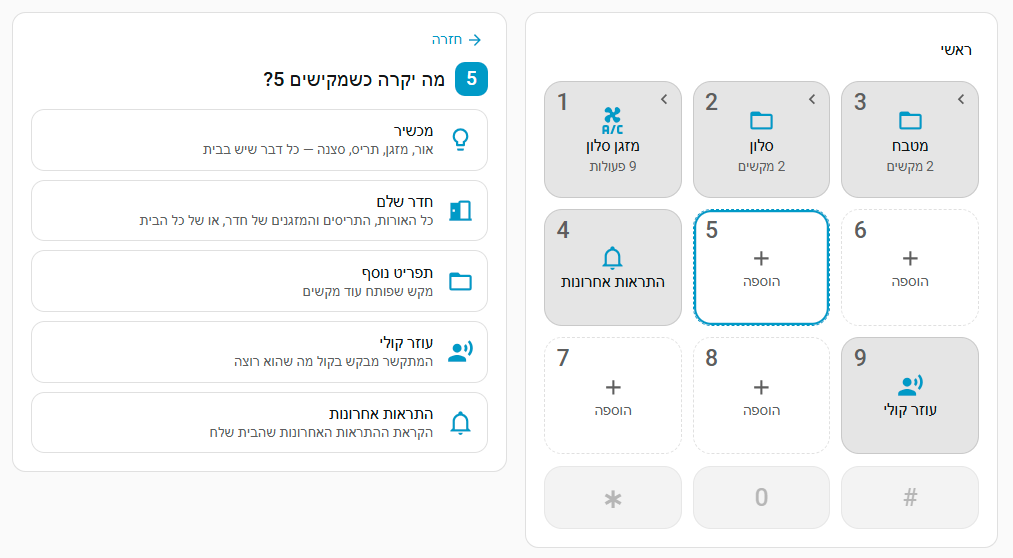 ראשי
1
A/C
מזגן סלון
9 פעולות
2
סלון
2 מקשים
3
מטבח
2 מקשים
4
התראות אחרונות
5
הוספה
6
הוספה
7
הוספה
8
הוספה
9
עוזר קולי
*
0
#
חזרה
5 מה יקרה כשמקישים 5?
מכשיר
אור, מזגן, תריס, סצנה — כל דבר שיש בבית
חדר שלם
כל האורות, התריסים והמזגנים של חדר, או של כל הבית
תפריט נוסף
מקש שפותח עוד מקשים
עוזר קולי
המתקשר מבקש בקול מה שהוא רוצה
התראות אחרונות
הקראת ההתראות האחרונות שהבית שלח